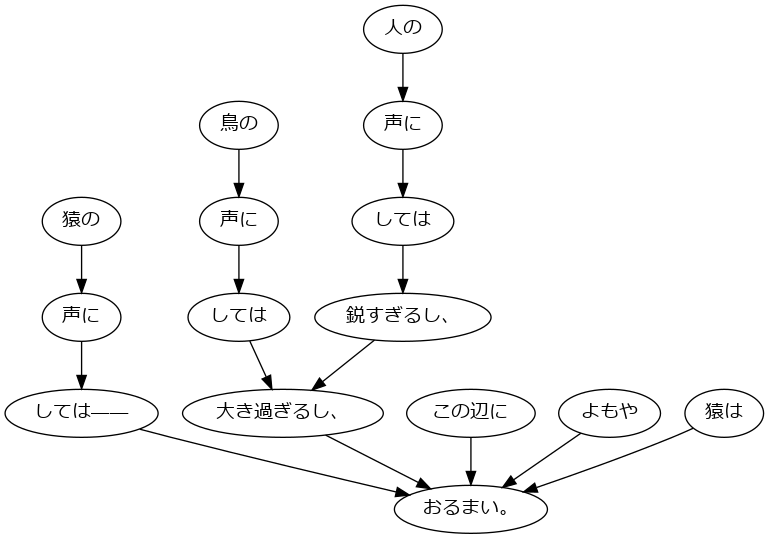 人の
鳥の
声に
猿の
声に
しては
声に
しては
鋭すぎるし、
しては——
大き過ぎるし、
この辺に
よもや
猿は
おるまい。